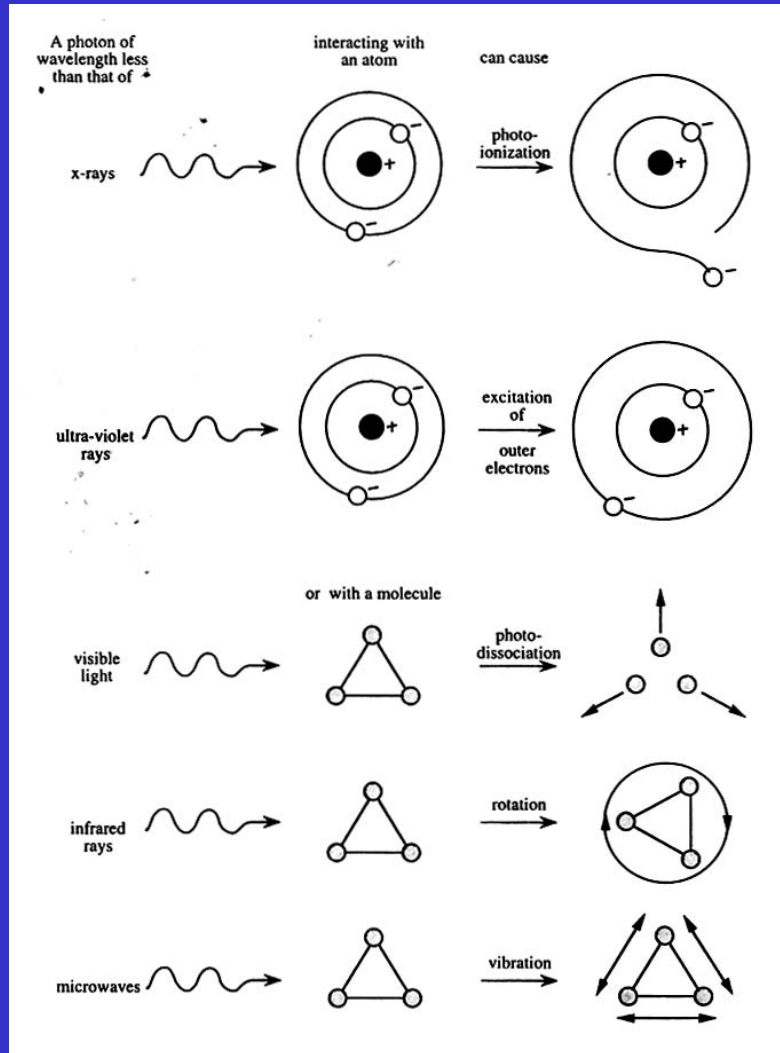 A photon of
wavelength less
than that of
interacting with
an atom
can cause
x-rays
+
−
−
photo-
ionization
+
−
−
ultra-violet
rays
+
−
−
excitation
of
outer
electrons
+
−
−
or with a molecule
visible
light
photo-
dissociation
infrared
rays
rotation
microwaves
vibration